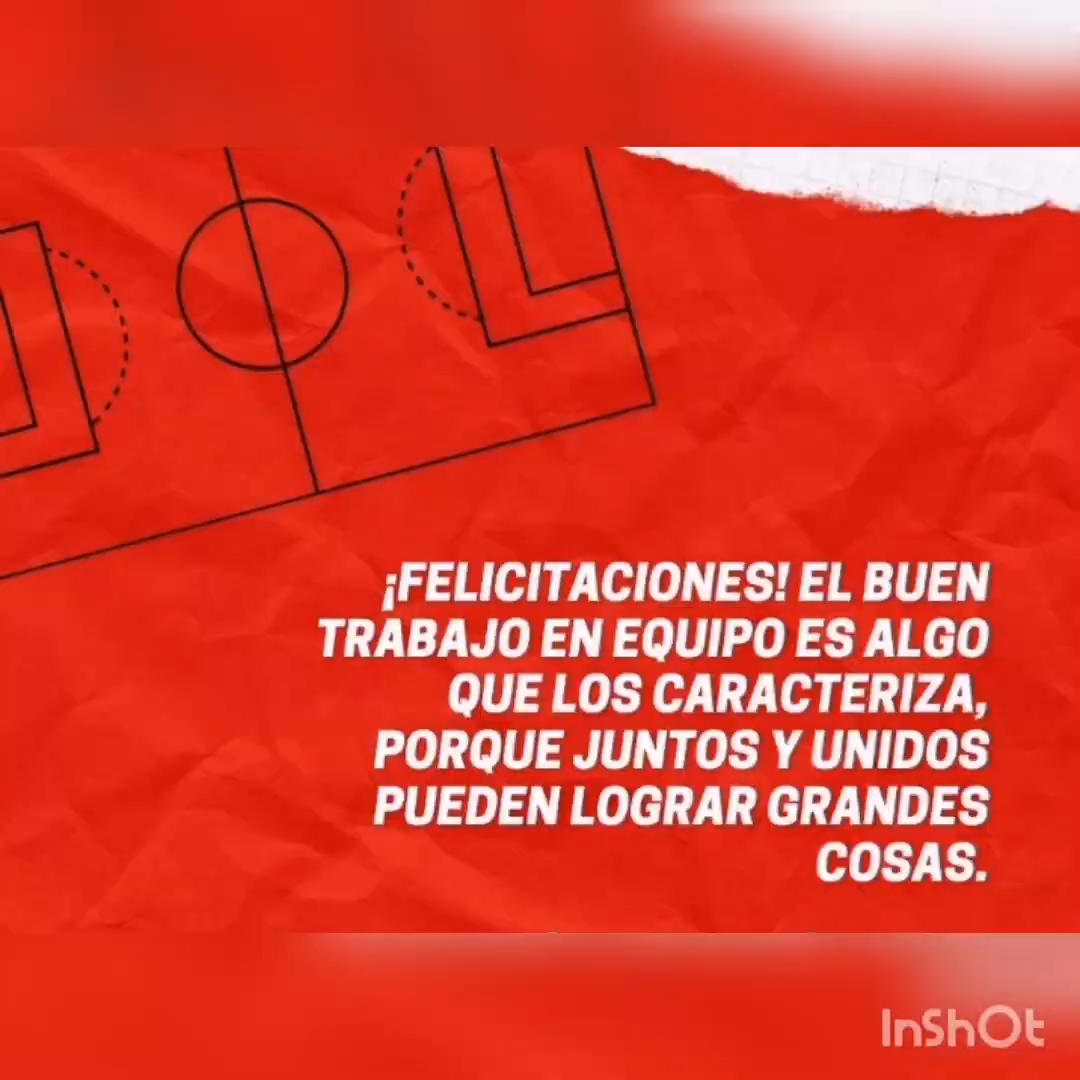 ¡FELICITACIONES! EL BUEN
TRABAJO EN EQUIPO ES ALGO
QUE LOS CARACTERIZA,
PORQUE JUNTOS Y UNIDOS
PUEDEN LOGRAR GRANDES
COSAS.
InShOt